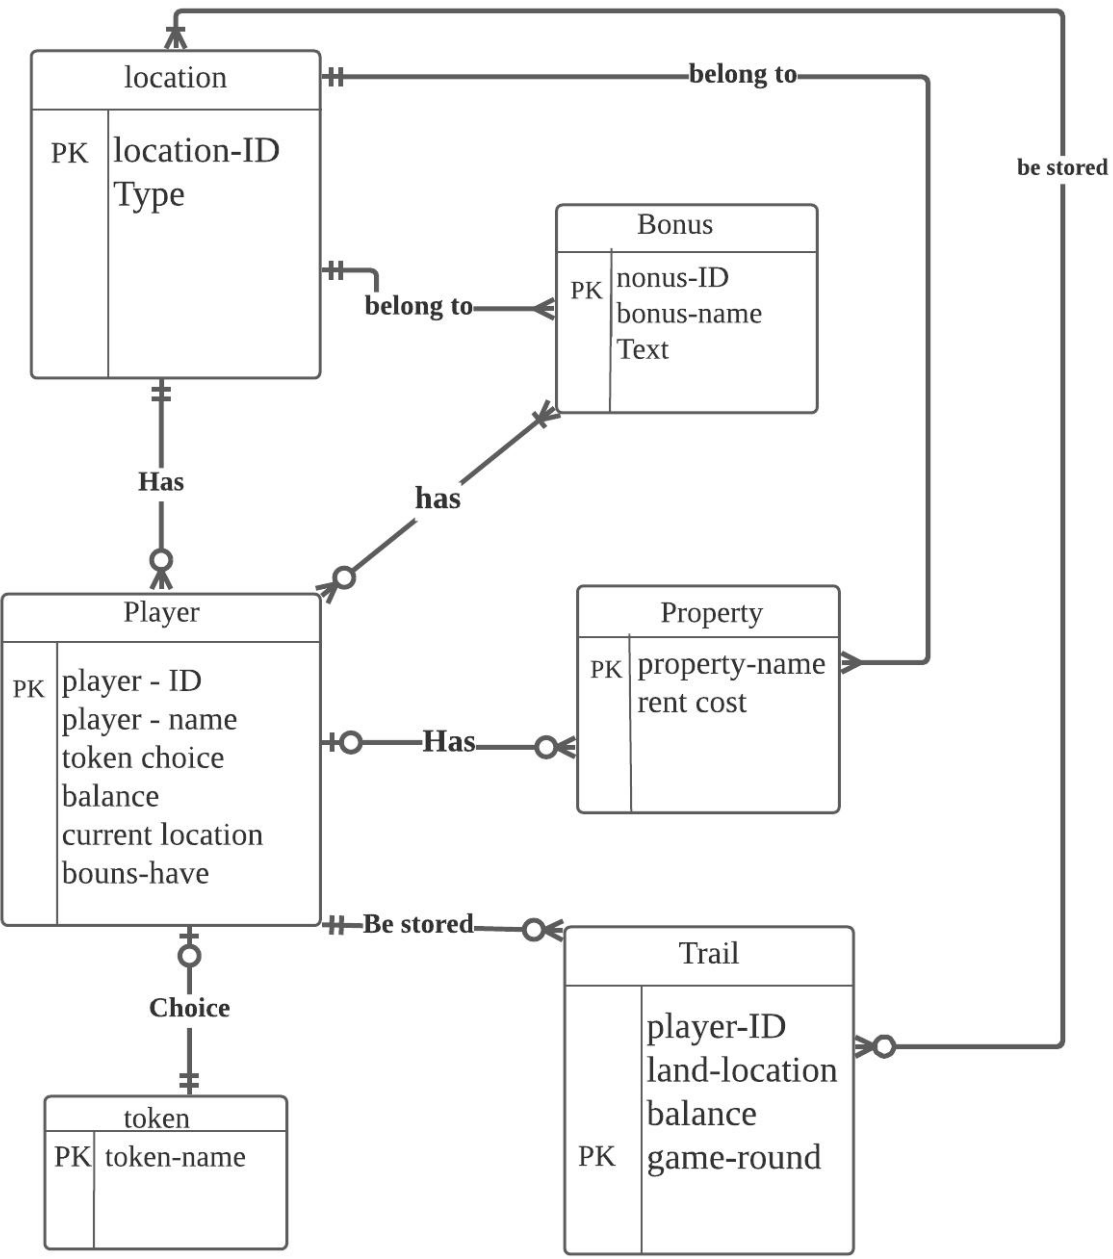 location
PK
location-ID
Type
belong to
be stored
belong to
Bonus
PK
nonus-ID
bonus-name
Text
Has
has
Player
PK
player - ID
player - name
token choice
balance
current location
bouns-have
Has
Property
PK
property-name
rent cost
Be stored
Trail
player-ID
land-location
balance
PK
game-round
Choice
token
PK
token-name